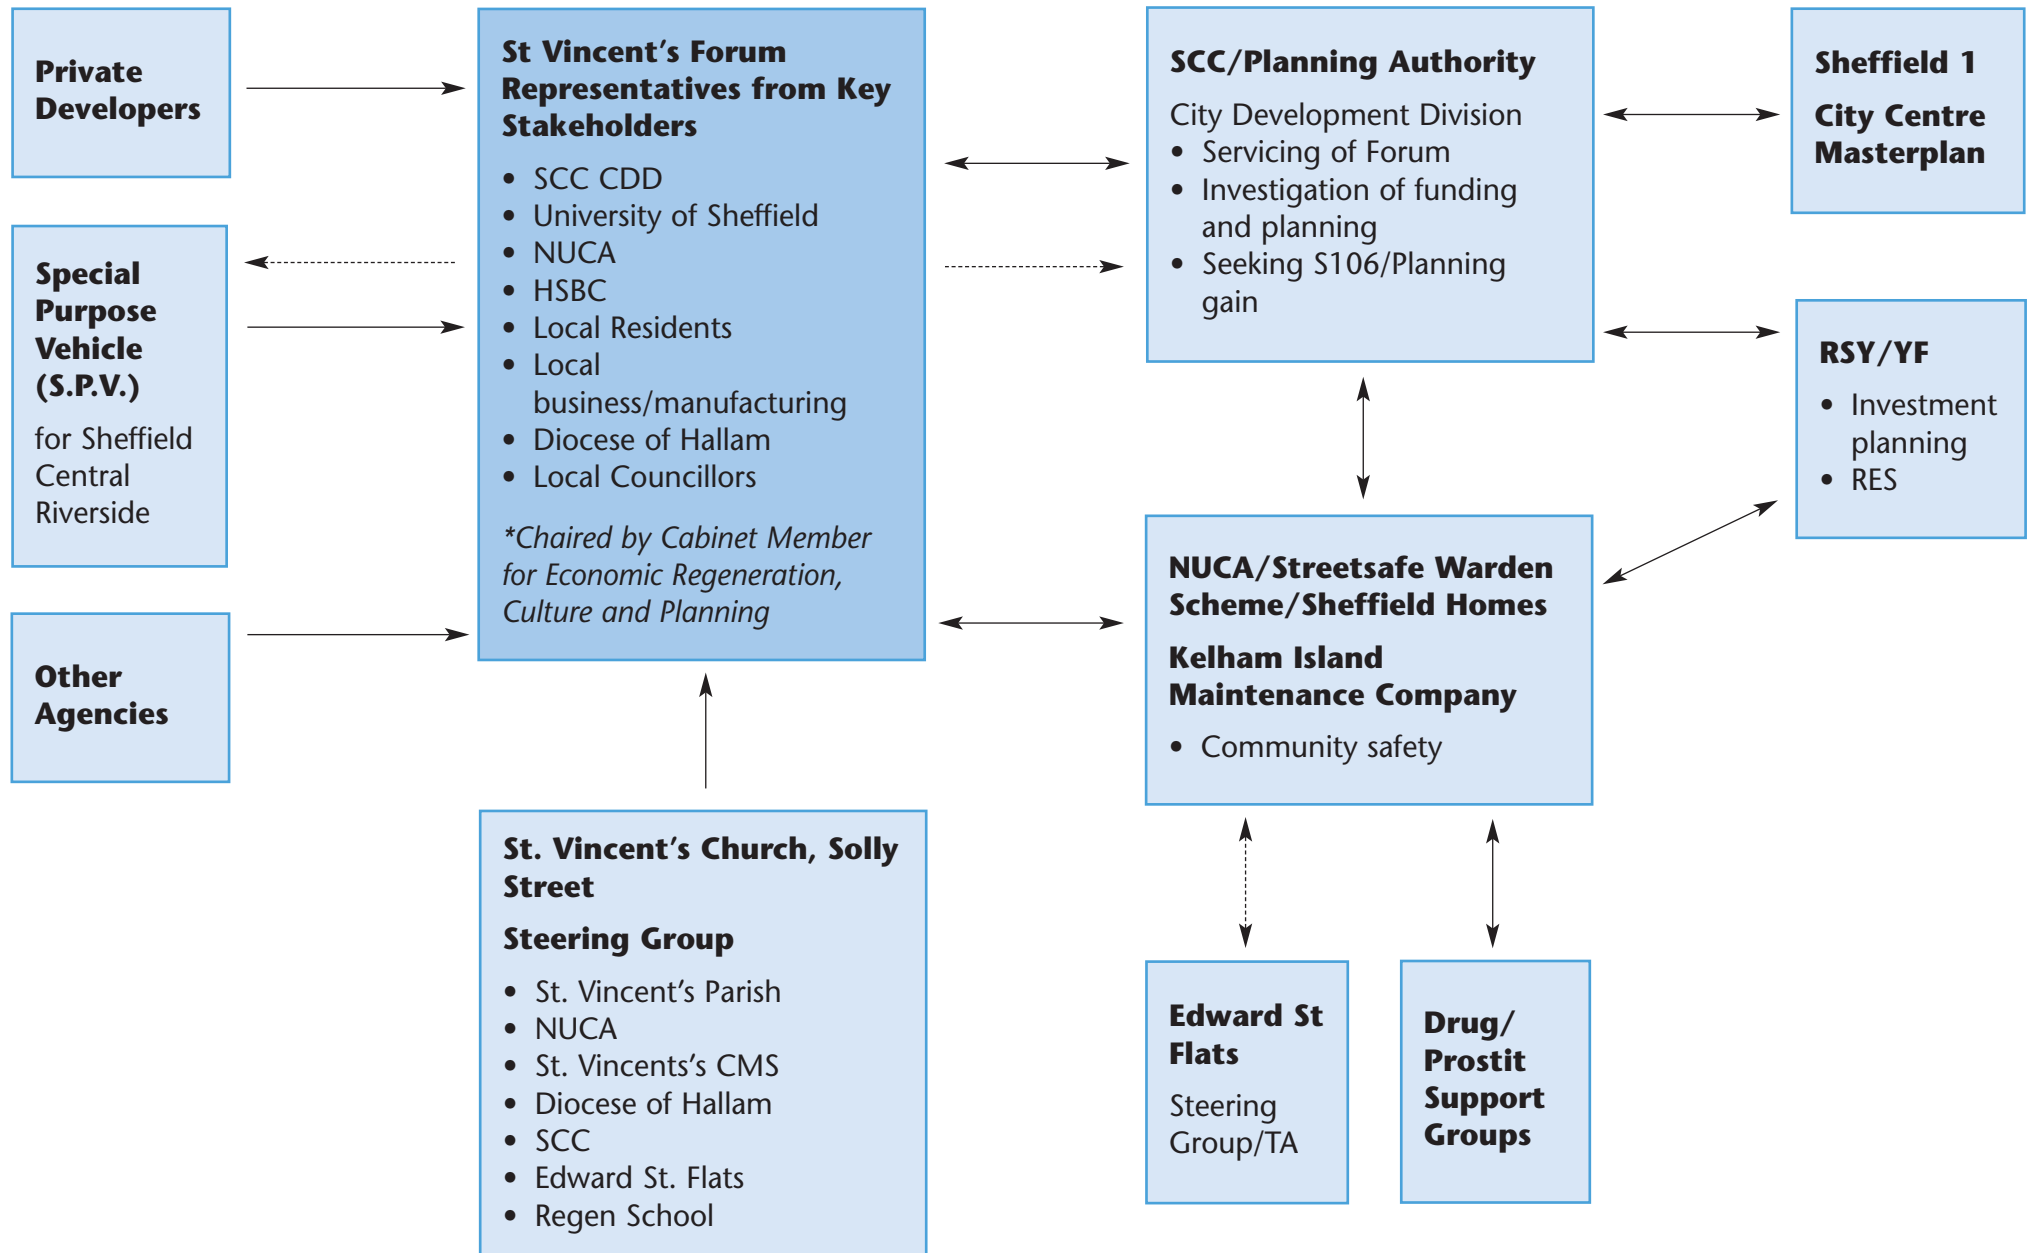 Private
Developers
Special
Purpose
Vehicle
(S.P.V.)
for Sheffield
Central
Riverside
Other
Agencies
St Vincent's Forum
Representatives from Key
Stakeholders
• SCC CDD
• University of Sheffield
• NUCA
• HSBC
• Local Residents
• Local
business/manufacturing
• Diocese of Hallam
• Local Councillors
*Chaired by Cabinet Member
for Economic Regeneration,
Culture and Planning
St. Vincent's Church, Solly
Street
Steering Group
• St. Vincent's Parish
• NUCA
• St. Vincents's CMS
• Diocese of Hallam
• SCC
• Edward St. Flats
• Regen School
SCC/Planning Authority
City Development Division
• Servicing of Forum
• Investigation of funding
and planning
• Seeking S106/Planning
gain
NUCA/Streetsafe Warden
Scheme/Sheffield Homes
Kelham Island
Maintenance Company
• Community safety
Edward St
Flats
Steering
Group/TA
Drug/
Prostit
Support
Groups
Sheffield 1
City Centre
Masterplan
RSY/YF
• Investment
planning
• RES